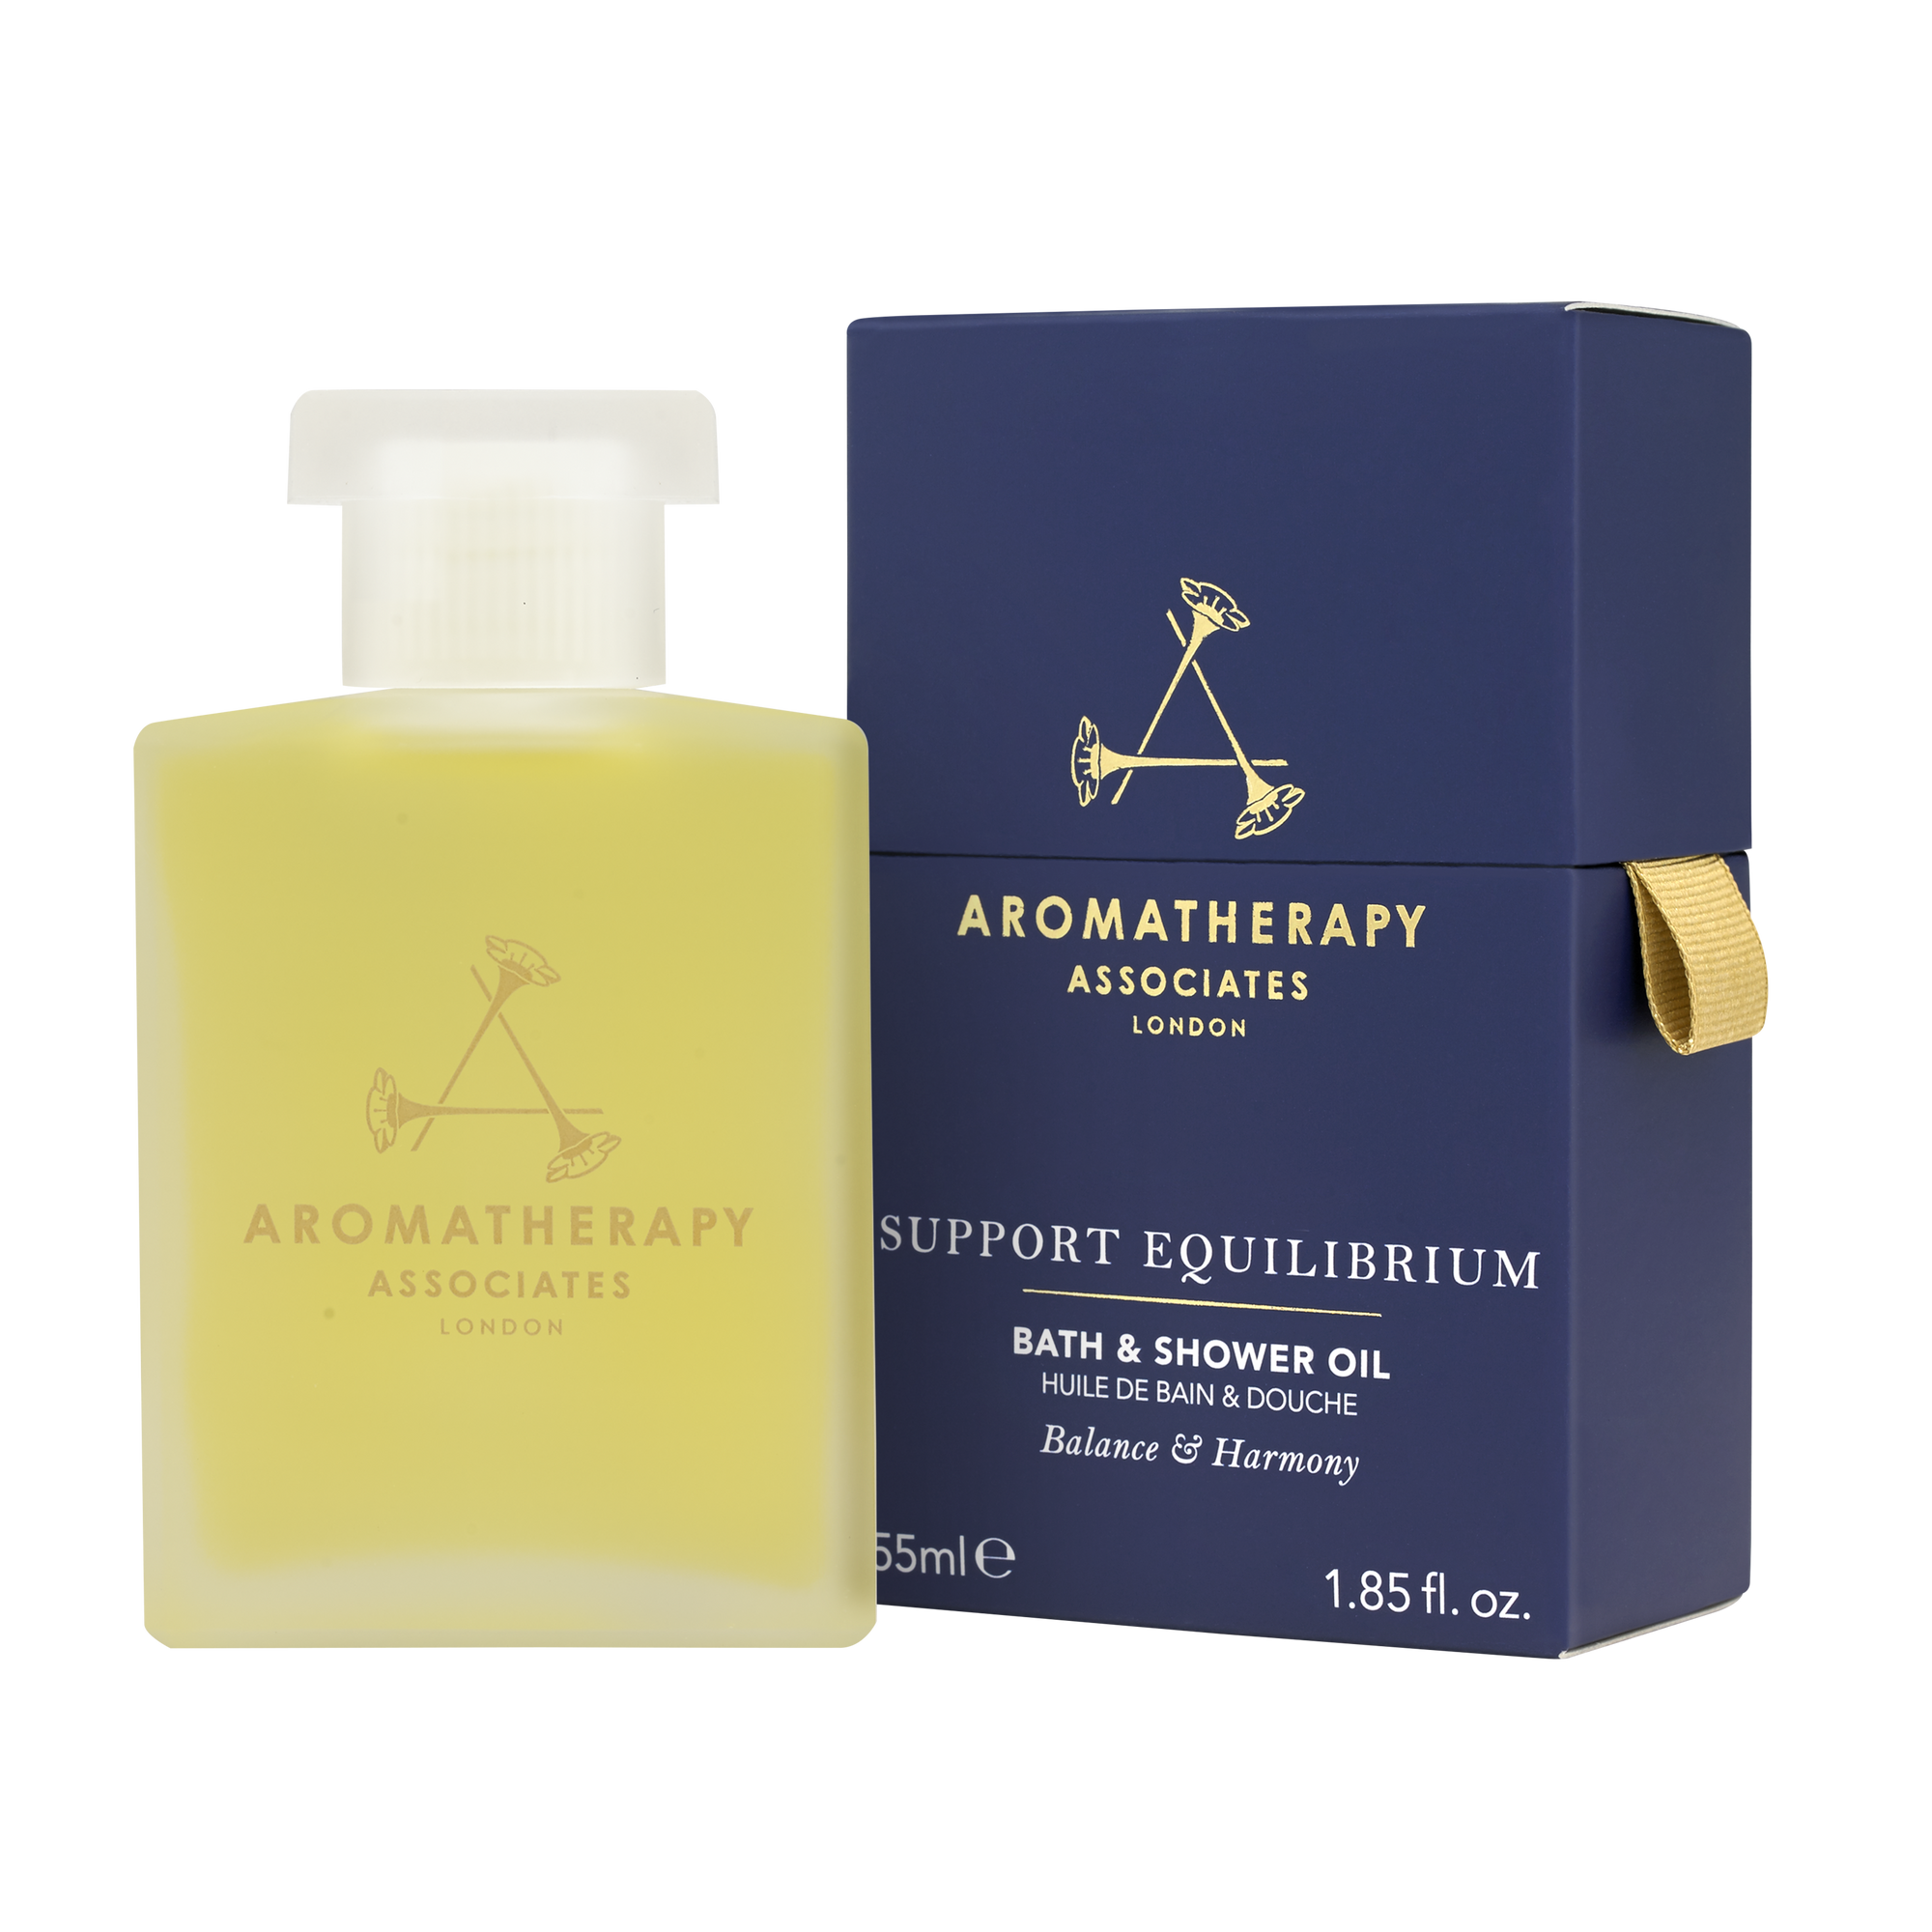 AROMATHERAPY
ASSOCIATES
LONDON
AROMATHERAPY
ASSOCIATES
LONDON
SUPPORT EQUILIBRIUM
BATH & SHOWER OIL
HUILE DE BAIN & DOUCHE
Balance & Harmony
55ml℮
1.85 fl. oz.